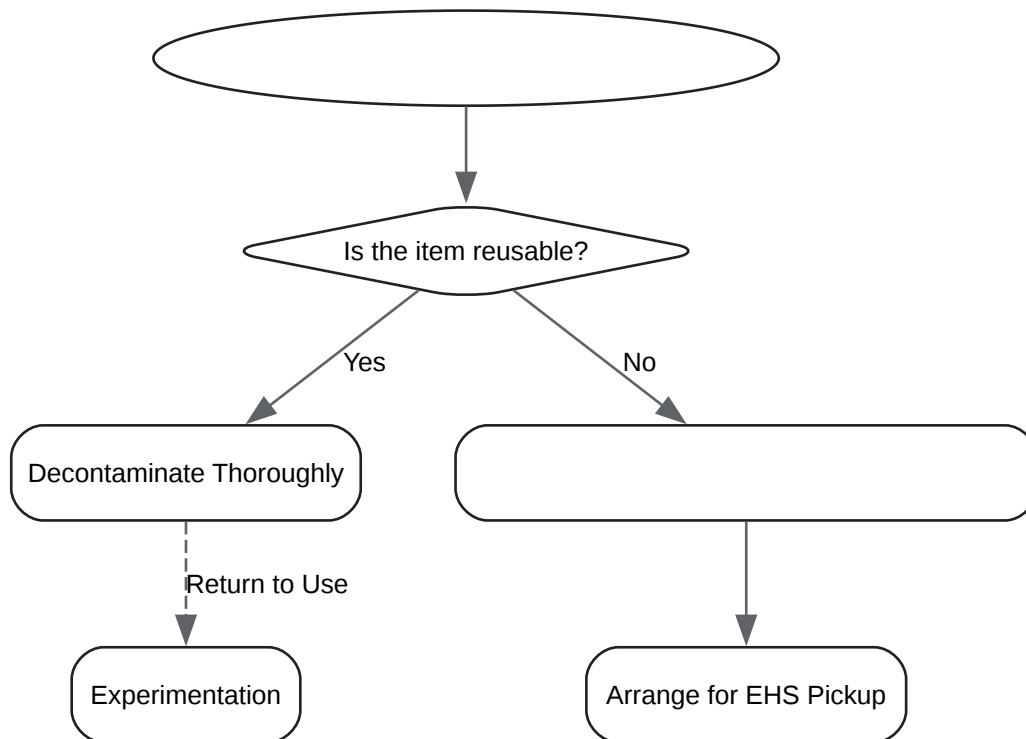 Is the item reusable?
Yes
No
Decontaminate Thoroughly
Return to Use
Experimentation
Arrange for EHS Pickup